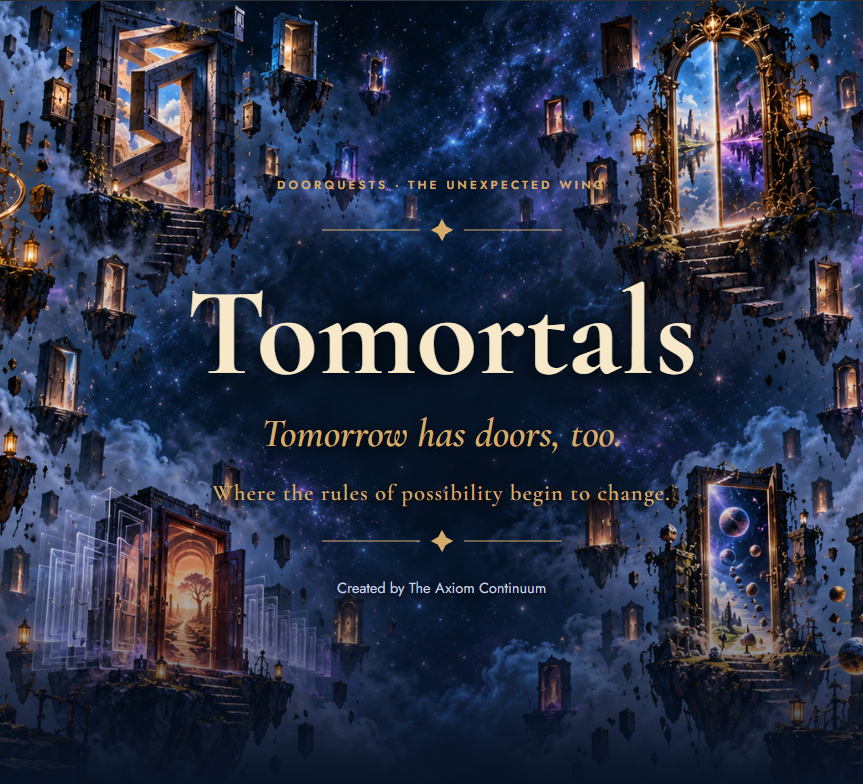 DOORQUESTS · THE UNEXPECTED WING
Tomortals
Tomorrow has doors, too.
Where the rules of possibility begin to change.
Created by The Axiom Continuum